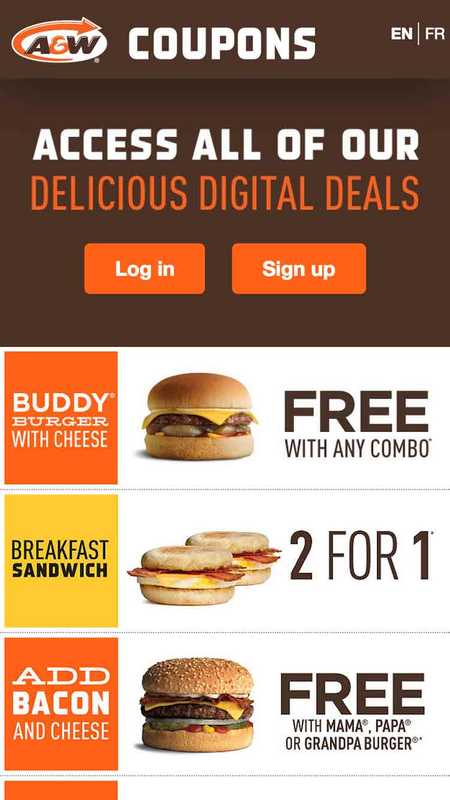 A&W® COUPONS EN | FR
ACCESS ALL OF OUR
DELICIOUS DIGITAL DEALS
Log in Sign up
BUDDY®
BURGER
WITH CHEESE
FREE
WITH ANY COMBO*
BREAKFAST
SANDWICH
2 FOR 1*
ADD
BACON
AND CHEESE
FREE
WITH MAMA®, PAPA®
OR GRANDPA BURGER®*